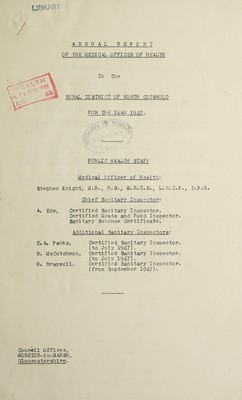 LIBRARY
ANNUAL REPORT
OF THE MEDICAL OFFICER OF HEALTH
To The
RURAL DISTRICT OF NORTH COTSWOLD
FOR THE YEAR 1947.
PUBLIC HEALTH STAFF
Medical Officer of Health:
Stephen Knight, M.B., B.S., M.R.C.S., L.R.C.P., D.P.H.
Chief Sanitary Inspector:
A. Ede, Certified Sanitary Inspector.
Certified Meats and Food Inspector.
Sanitary Science Certificate.
Additional Sanitary Inspectors:
E.A. Panks, Certified Sanitary Inspector.
(to July 1947).
D. McCutcheon, Certified Sanitary Inspector.
(to July 1947).
H. Bramwell. Certified Sanitary Inspector.
(from September 1947).
Council Offices,
MORETON-in-MARSH,
Gloucestershire.